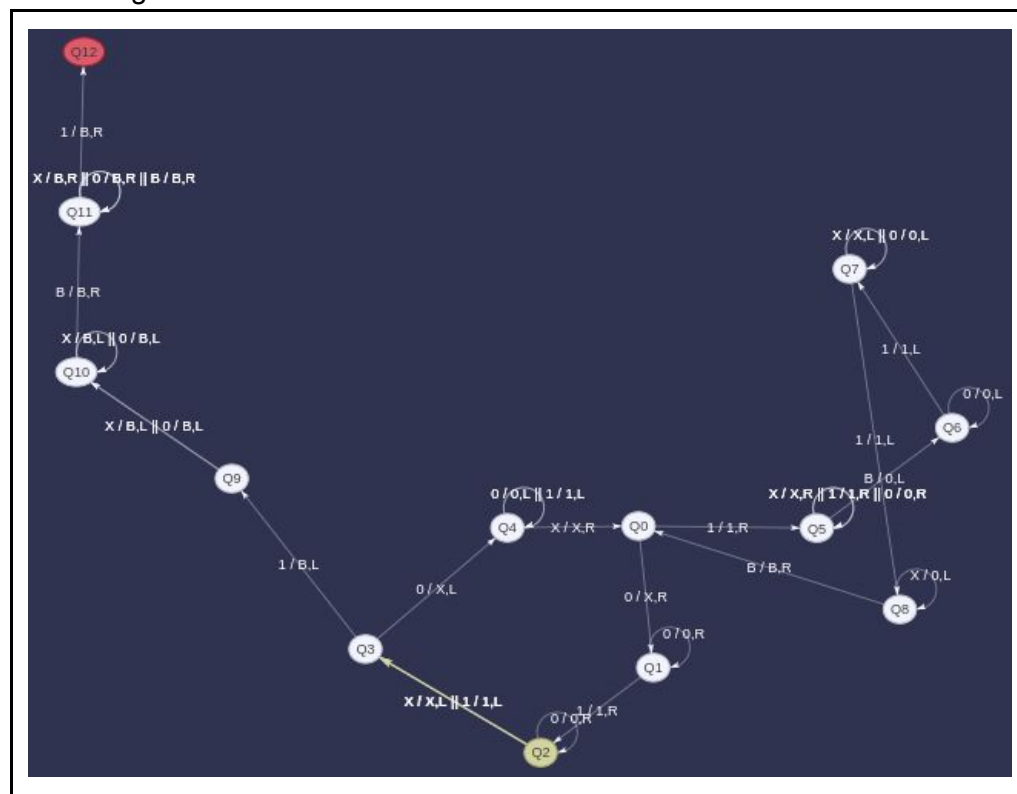 Q12
1 / B,R
X / B,R || 0 / B,R || B / B,R
Q11
X / X,L || 0 / 0,L
Q7
B / B,R
X / B,L || 0 / B,L
1 / 1,L
Q10
0 / 0,L
X / B,L || 0 / B,L
Q6
1 / 1,L
Q9
B / 0,L
0 / 0,L || 1 / 1,L
X / X,R || 1 / 1,R || 0 / 0,R
Q4
X / X,R
Q0
1 / 1,R
Q5
1 / B,L
B / B,R
X / 0,L
0 / X,L
0 / X,R
Q8
Q3
0 / 0,R
Q1
X / X,L || 1 / 1,L
1 / 1,R
0 / 0,R
Q2